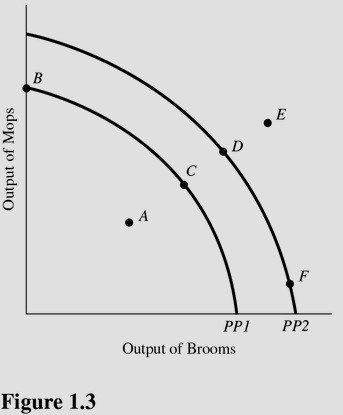 B
E
D
C
A
F
Output of Mops
PP1 PP2
Output of Brooms
Figure 1.3